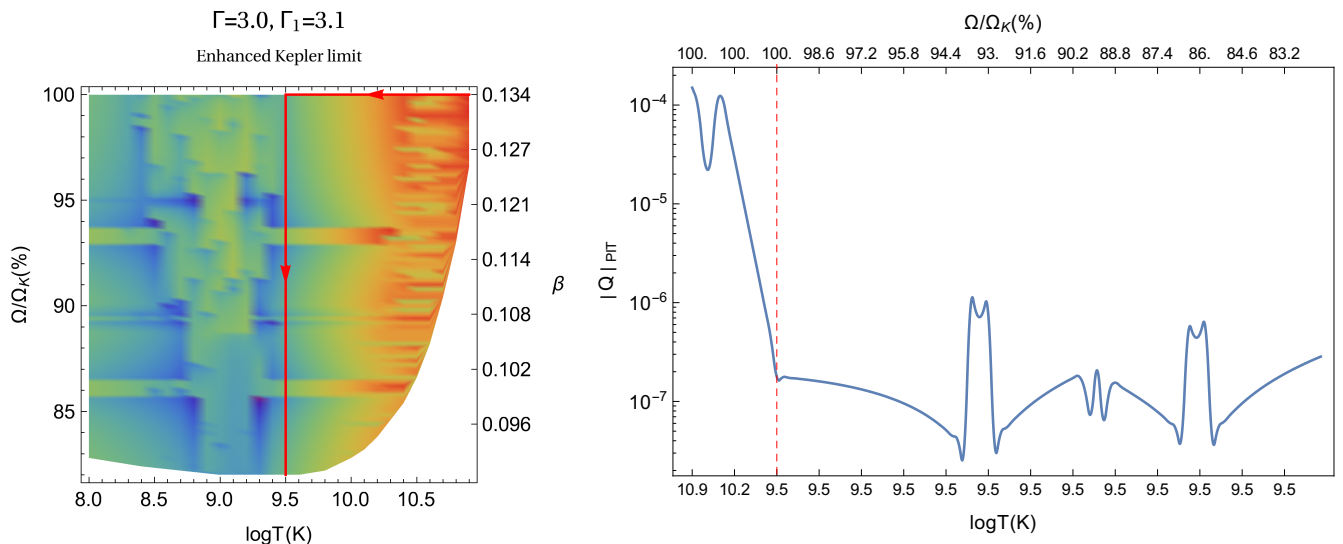 Γ=3.0, Γ₁=3.1
Enhanced Kepler limit
Ω/Ω_K(%)
100
95
90
85
8.0 8.5 9.0 9.5 10.0 10.5
logT(K)
0.134
0.127
0.121
0.114
0.108
0.102
0.096
β
Ω/Ω_K(%)
100. 100. 100. 98.6 97.2 95.8 94.4 93. 91.6 90.2 88.8 87.4 86. 84.6 83.2
|Q|_PIT
10⁻⁴
10⁻⁵
10⁻⁶
10⁻⁷
10.9 10.2 9.5 9.5 9.5 9.5 9.5 9.5 9.5 9.5 9.5 9.5 9.5 9.5 9.5
logT(K)